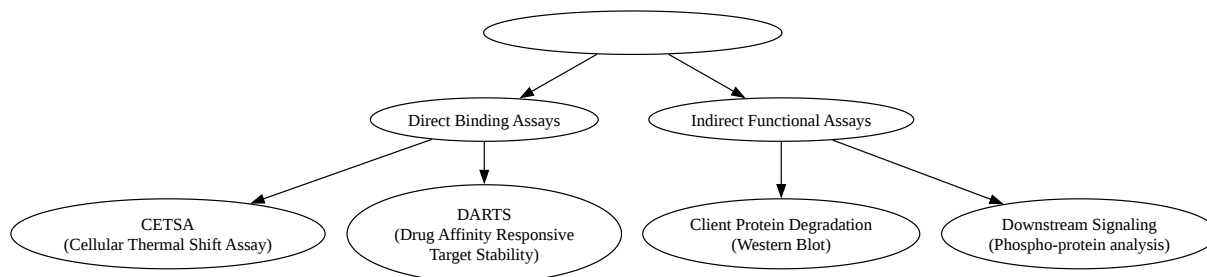 Direct Binding Assays
Indirect Functional Assays
CETSA
(Cellular Thermal Shift Assay)
DARTS
(Drug Affinity Responsive
Target Stability)
Client Protein Degradation
(Western Blot)
Downstream Signaling
(Phospho-protein analysis)